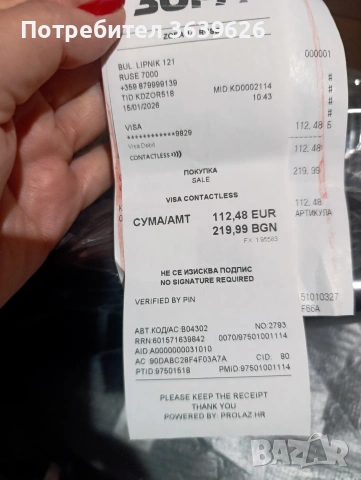 Потребител 3639626
ZORA
BUL. LIPNIK 121
RUSE 7000
+359 879999139
TID:KDZOR518 MID:KD0002114
15/01/2026 10:43
000001
#
#
#
#
VISA
************9829
Visa Debit
CONTACTLESS
112,48 Б
112,48
ПОКУПКА
SALE
219,99
VISA CONTACTLESS
112,48
АРТИКУЛА
СУМА/AMT 112,48 EUR
219,99 BGN
FX: 1.95583
НЕ СЕ ИЗИСКВА ПОДПИС
NO SIGNATURE REQUIRED
VERIFIED BY PIN
51010327
F66A
АВТ КОД/AC:B04302 NO:2793
RRN:601571639842 0070/97501001114
AID:A0000000031010
AC :90DABC28F4F03A7A CID: 80
PTID:97501518 PMID:97501001114
PLEASE KEEP THE RECEIPT
THANK YOU
POWERED BY: PROLAZ HR
BAZAR